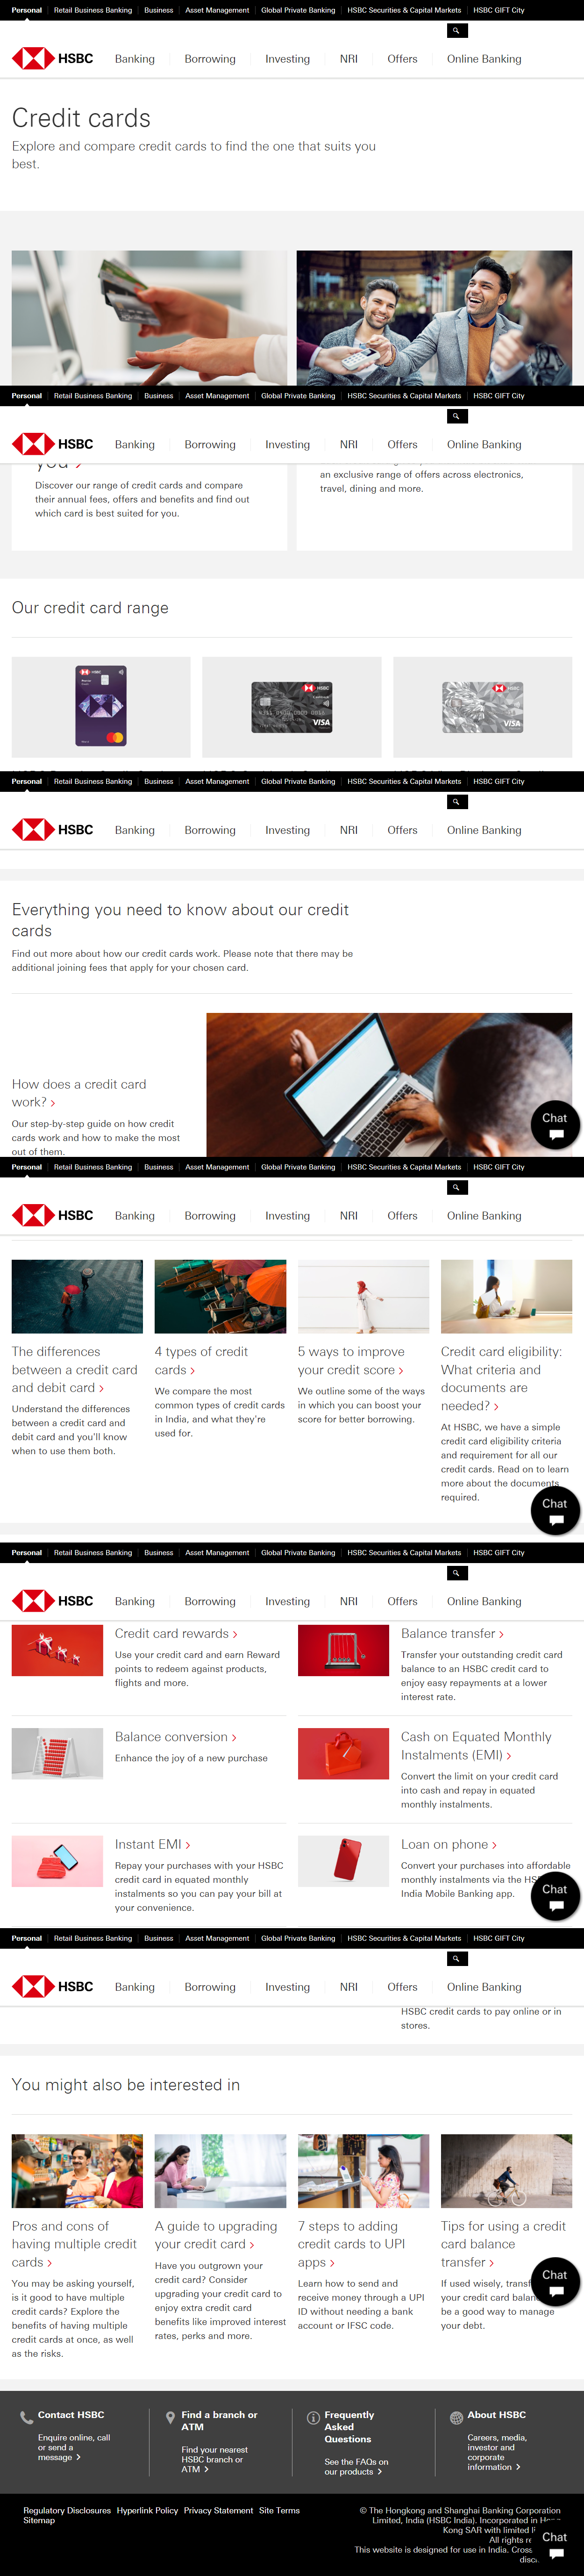 Personal Retail Business Banking Business Asset Management Global Private Banking HSBC Securities & Capital Markets HSBC GIFT City
HSBC Banking Borrowing Investing NRI Offers Online Banking
Credit cards
Explore and compare credit cards to find the one that suits you
best.
Personal Retail Business Banking Business Asset Management Global Private Banking HSBC Securities & Capital Markets HSBC GIFT City
HSBC Banking Borrowing Investing NRI Offers Online Banking
you
Discover our range of credit cards and compare
their annual fees, offers and benefits and find out
which card is best suited for you.
an exclusive range of offers across electronics,
travel, dining and more.
Our credit card range
HSBC
HSBC
VISA
HSBC
VISA
Personal Retail Business Banking Business Asset Management Global Private Banking HSBC Securities & Capital Markets HSBC GIFT City
HSBC Banking Borrowing Investing NRI Offers Online Banking
Everything you need to know about our credit
cards
Find out more about how our credit cards work. Please note that there may be
additional joining fees that apply for your chosen card.
How does a credit card
work?
Our step-by-step guide on how credit
cards work and how to make the most
out of them.
Chat
Personal Retail Business Banking Business Asset Management Global Private Banking HSBC Securities & Capital Markets HSBC GIFT City
HSBC Banking Borrowing Investing NRI Offers Online Banking
The differences
between a credit card
and debit card
Understand the differences
between a credit card and
debit card and you'll know
when to use them both.
4 types of credit
cards
We compare the most
common types of credit cards
in India, and what they're
used for.
5 ways to improve
your credit score
We outline some of the ways
in which you can boost your
score for better borrowing.
Credit card eligibility:
What criteria and
documents are
needed?
At HSBC, we have a simple
credit card eligibility criteria
and requirement for all our
credit cards. Read on to learn
more about the documents
required.
Chat
Personal Retail Business Banking Business Asset Management Global Private Banking HSBC Securities & Capital Markets HSBC GIFT City
HSBC Banking Borrowing Investing NRI Offers Online Banking
Credit card rewards
Use your credit card and earn Reward
points to redeem against products,
flights and more.
Balance transfer
Transfer your outstanding credit card
balance to an HSBC credit card to
enjoy easy repayments at a lower
interest rate.
Balance conversion
Enhance the joy of a new purchase
Cash on Equated Monthly
Instalments (EMI)
Convert the limit on your credit card
into cash and repay in equated
monthly instalments.
Instant EMI
Repay your purchases with your HSBC
credit card in equated monthly
instalments so you can pay your bill at
your convenience.
Loan on phone
Convert your purchases into affordable
monthly instalments via the
India Mobile Banking app.
Chat
Personal Retail Business Banking Business Asset Management Global Private Banking HSBC Securities & Capital Markets HSBC GIFT City
HSBC Banking Borrowing Investing NRI Offers Online Banking
HSBC credit cards to pay online or in
stores.
You might also be interested in
Pros and cons of
having multiple credit
cards
You may be asking yourself,
is it good to have multiple
credit cards? Explore the
benefits of having multiple
credit cards at once, as well
as the risks.
A guide to upgrading
your credit card
Have you outgrown your
credit card? Consider
upgrading your credit card to
enjoy extra credit card
benefits like improved interest
rates, perks and more.
7 steps to adding
credit cards to UPI
apps
Learn how to send and
receive money through a UPI
ID without needing a bank
account or IFSC code.
Tips for using a credit
card balance
transfer
If used wisely,
your credit card
be a good way to manage
your debt.
Chat
Contact HSBC
Enquire online, call
or send a
message
Find a branch or
ATM
Find your nearest
HSBC branch or
ATM
Frequently
Asked
Questions
See the FAQs on
our products
About HSBC
Careers, media,
investor and
corporate
information
Regulatory Disclosures Hyperlink Policy Privacy Statement Site Terms
Sitemap
© The Hongkong and Shanghai Banking Corporation
Limited, India (HSBC India). Incorporated in
Kong SAR with limited
All rights
This website is designed for use in India.
Chat